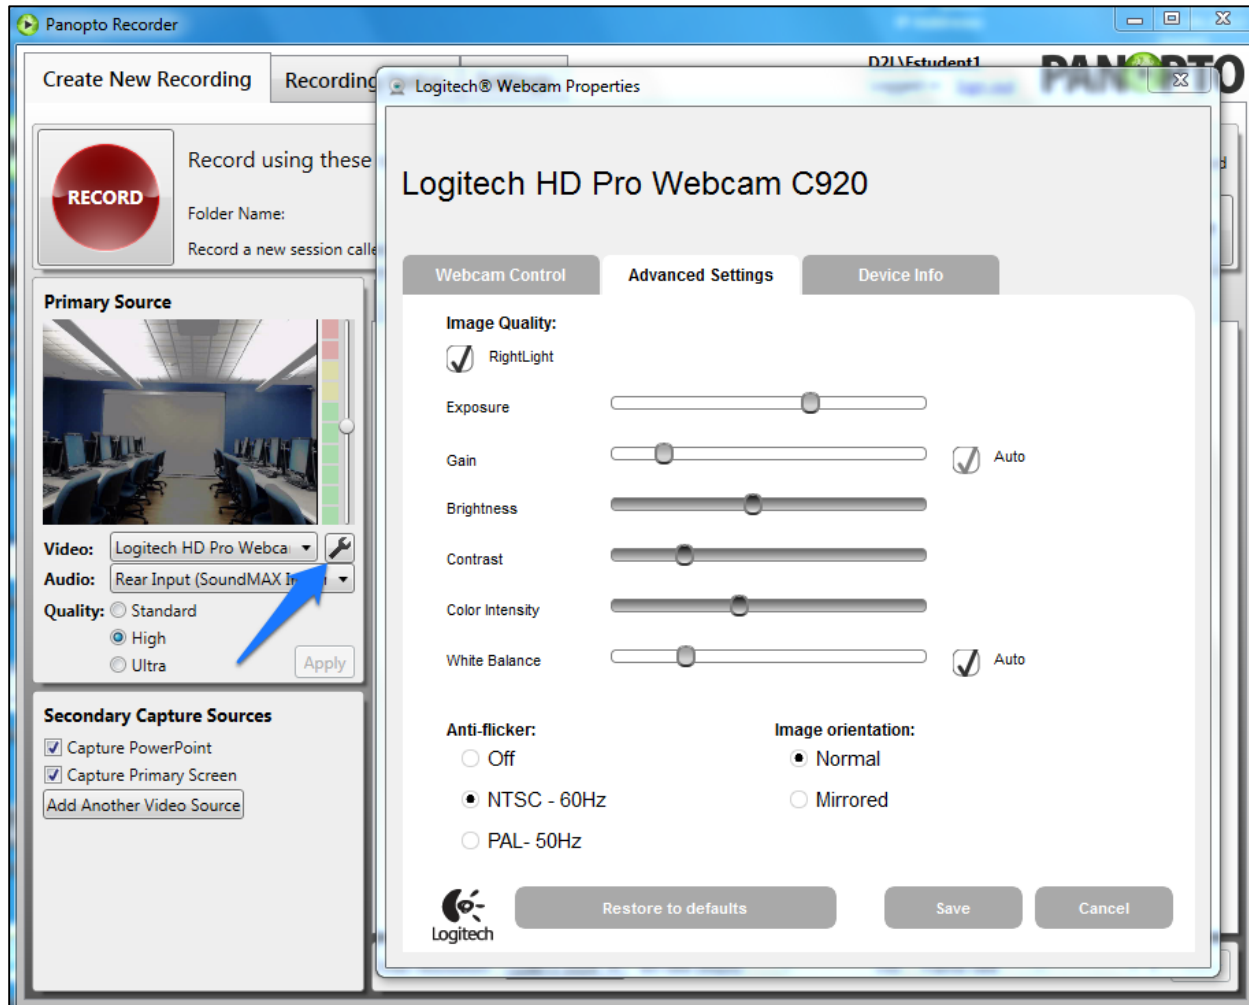 Panopto Recorder
Create New Recording
Recording
D2L\Estudent1
PANOPTO
Logitech® Webcam Properties
RECORD
Record using these
Folder Name:
Record a new session calle
Logitech HD Pro Webcam C920
Webcam Control
Advanced Settings
Device Info
Primary Source
Image Quality:
RightLight
Exposure
Gain
Auto
Brightness
Contrast
Color Intensity
White Balance
Auto
Video:
Logitech HD Pro Webca
Audio:
Rear Input (SoundMAX In
Quality:
Standard
High
Ultra
Apply
Secondary Capture Sources
Capture PowerPoint
Capture Primary Screen
Add Another Video Source
Anti-flicker:
Off
NTSC - 60Hz
PAL- 50Hz
Image orientation:
Normal
Mirrored
Logitech
Restore to defaults
Save
Cancel